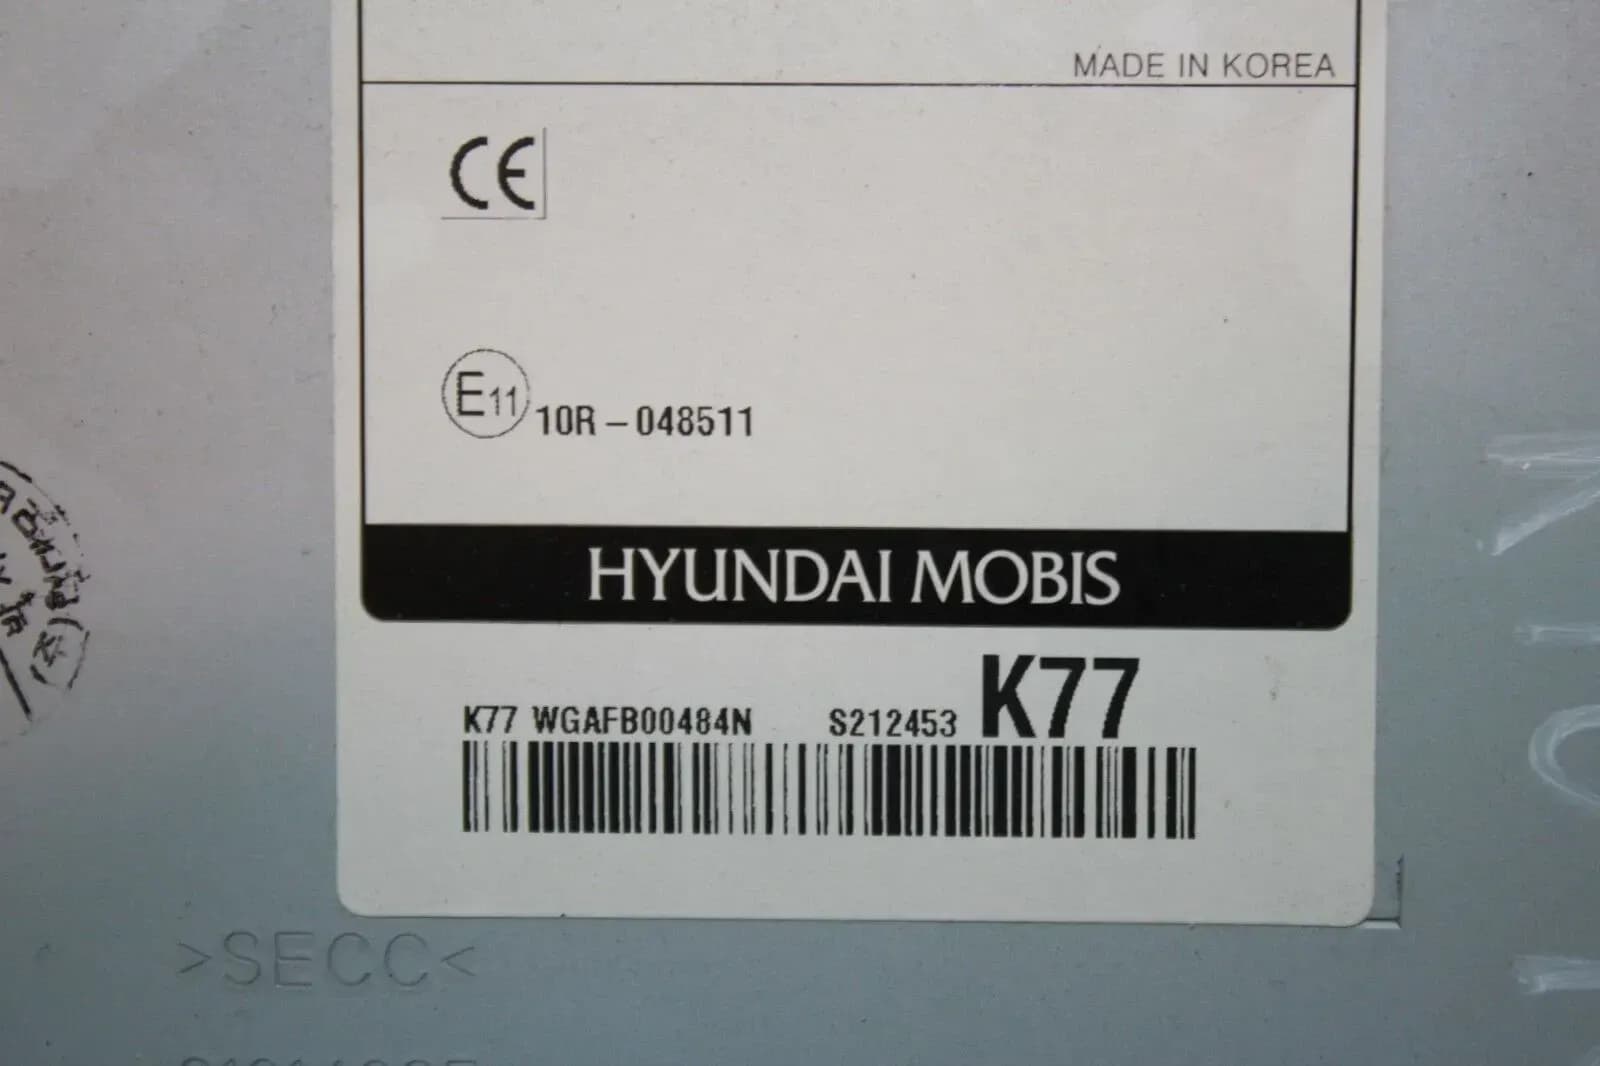 MADE IN KOREA
CE
E11 10R-048511
HYUNDAI MOBIS
K77 WGAFB00484N S212453 K77
>SECC<